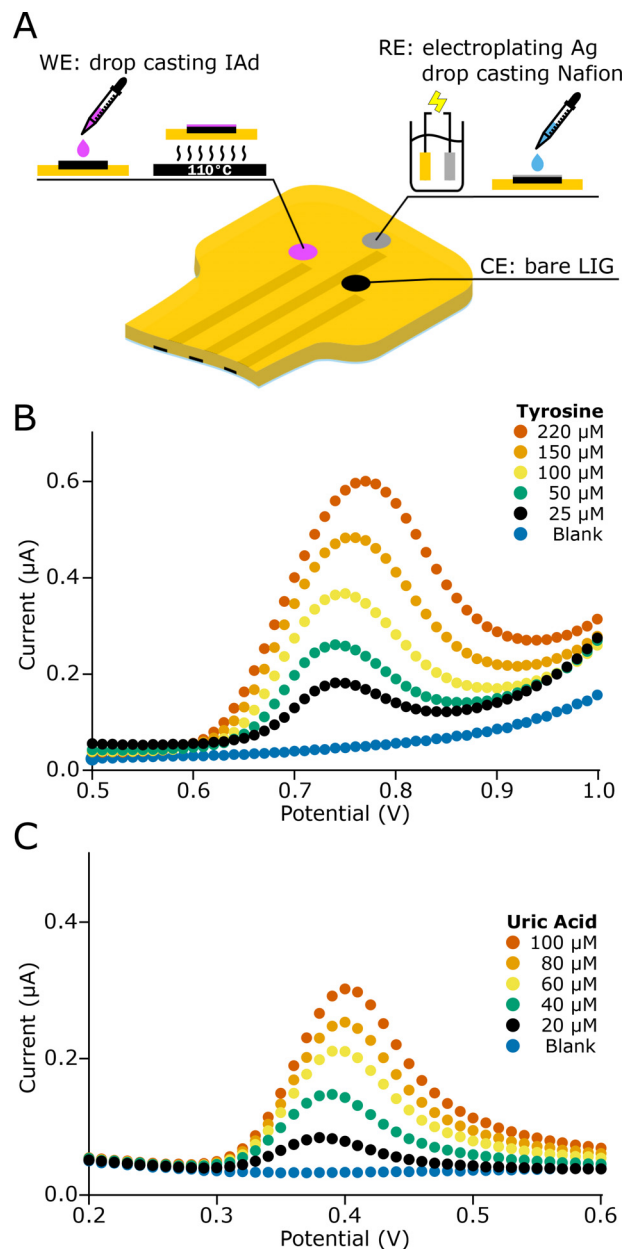 A
WE: drop casting IAd
RE: electroplating Ag
drop casting Nafion
110°C
CE: bare LIG
B
Tyrosine
220 µM
150 µM
100 µM
50 µM
25 µM
Blank
Current (µA)
0.6
0.4
0.2
0.0
0.5 0.6 0.7 0.8 0.9 1.0
Potential (V)
C
Uric Acid
100 µM
80 µM
60 µM
40 µM
20 µM
Blank
Current (µA)
0.4
0.2
0.0
0.2 0.3 0.4 0.5 0.6
Potential (V)